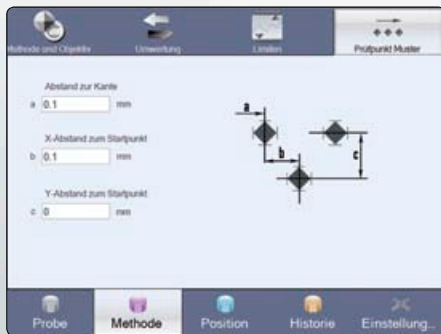 Methode und Objektiv
Umwertung
Limiten
Prüfpunkt Muster
Abstand zur Kante
a 0.1 mm
X-Abstand zum Startpunkt
b 0.1 mm
Y-Abstand zum Startpunkt
c 0 mm
a
b
c
Probe
Methode
Position
Historie
Einstellung...